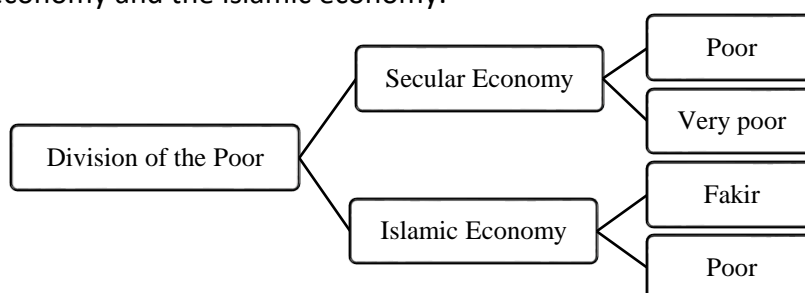 economy and the Islamic economy.
Division of the Poor
Secular Economy
Poor
Very poor
Islamic Economy
Fakir
Poor